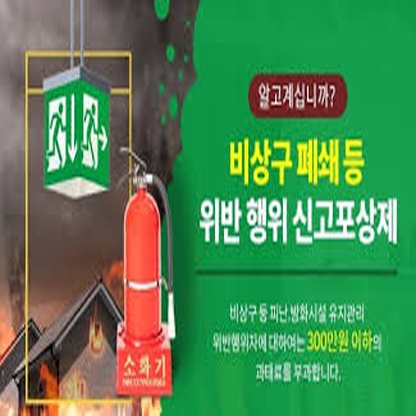 알고계십니까?
비상구 폐쇄 등
위반 행위 신고포상제
비상구 등 피난·방화시설 유지관리
위반행위자에 대하여는 300만원 이하의
과태료를 부과합니다.
소화기